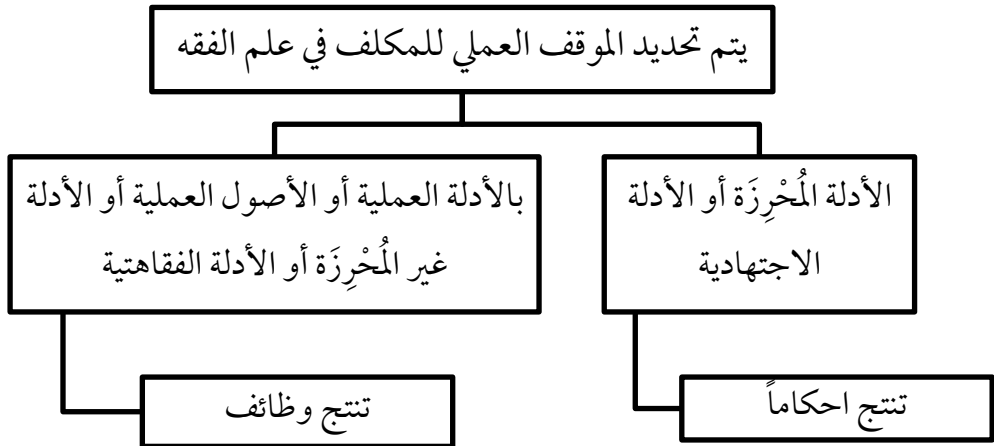 يتم تحديد الموقف العملي للمكلف في علم الفقه
الأدلة المُحْرِزَة أو الأدلة
الاجتهادية
بالأدلة العملية أو الأصول العملية أو الأدلة
غير المُحْرِزَة أو الأدلة الفقاهتية
تنتج احكاماً
تنتج وظائف